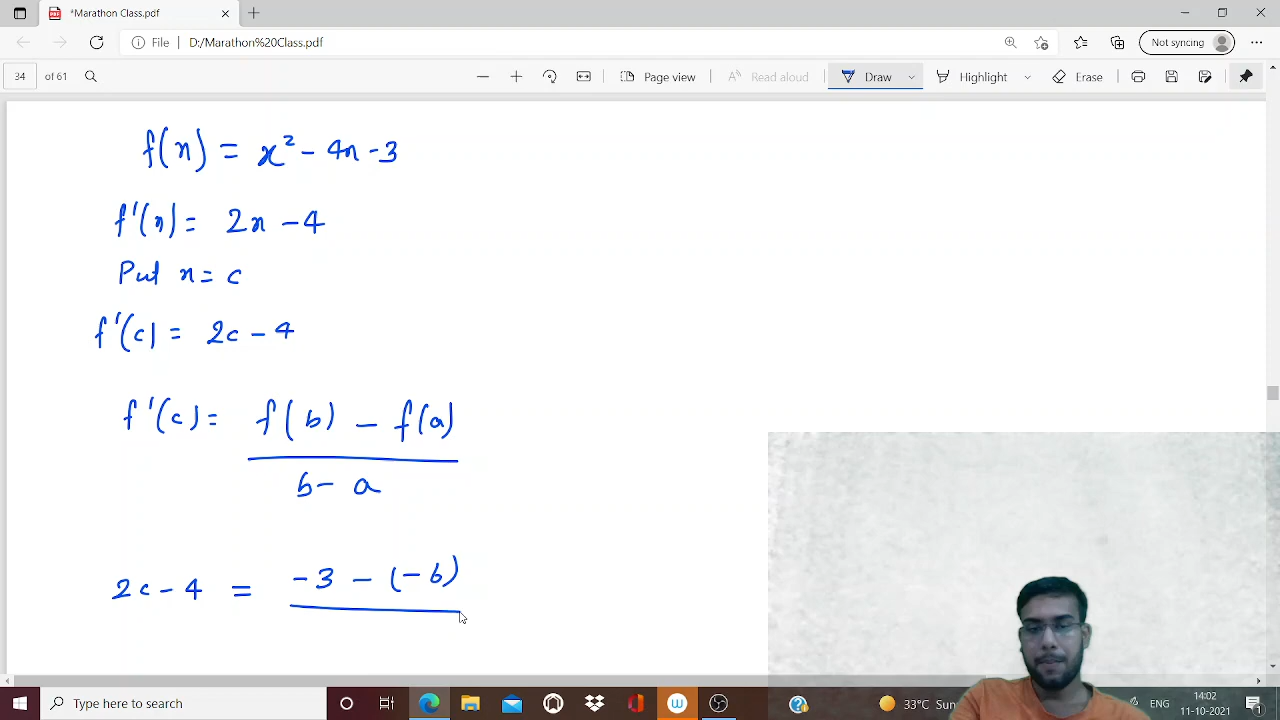 *Marathon Class.pdf
File D:/Marathon%20Class.pdf Not syncing
34 of 61 Page view Read aloud Draw Highlight Erase
f(x) = x² - 4x - 3
f'(x) = 2x - 4
Put x = c
f'(c) = 2c - 4
f'(c) = f(b) - f(a)
b - a
2c - 4 = -3 - (-6)
Type here to search 33°C Sun ENG 14:02
11-10-2021